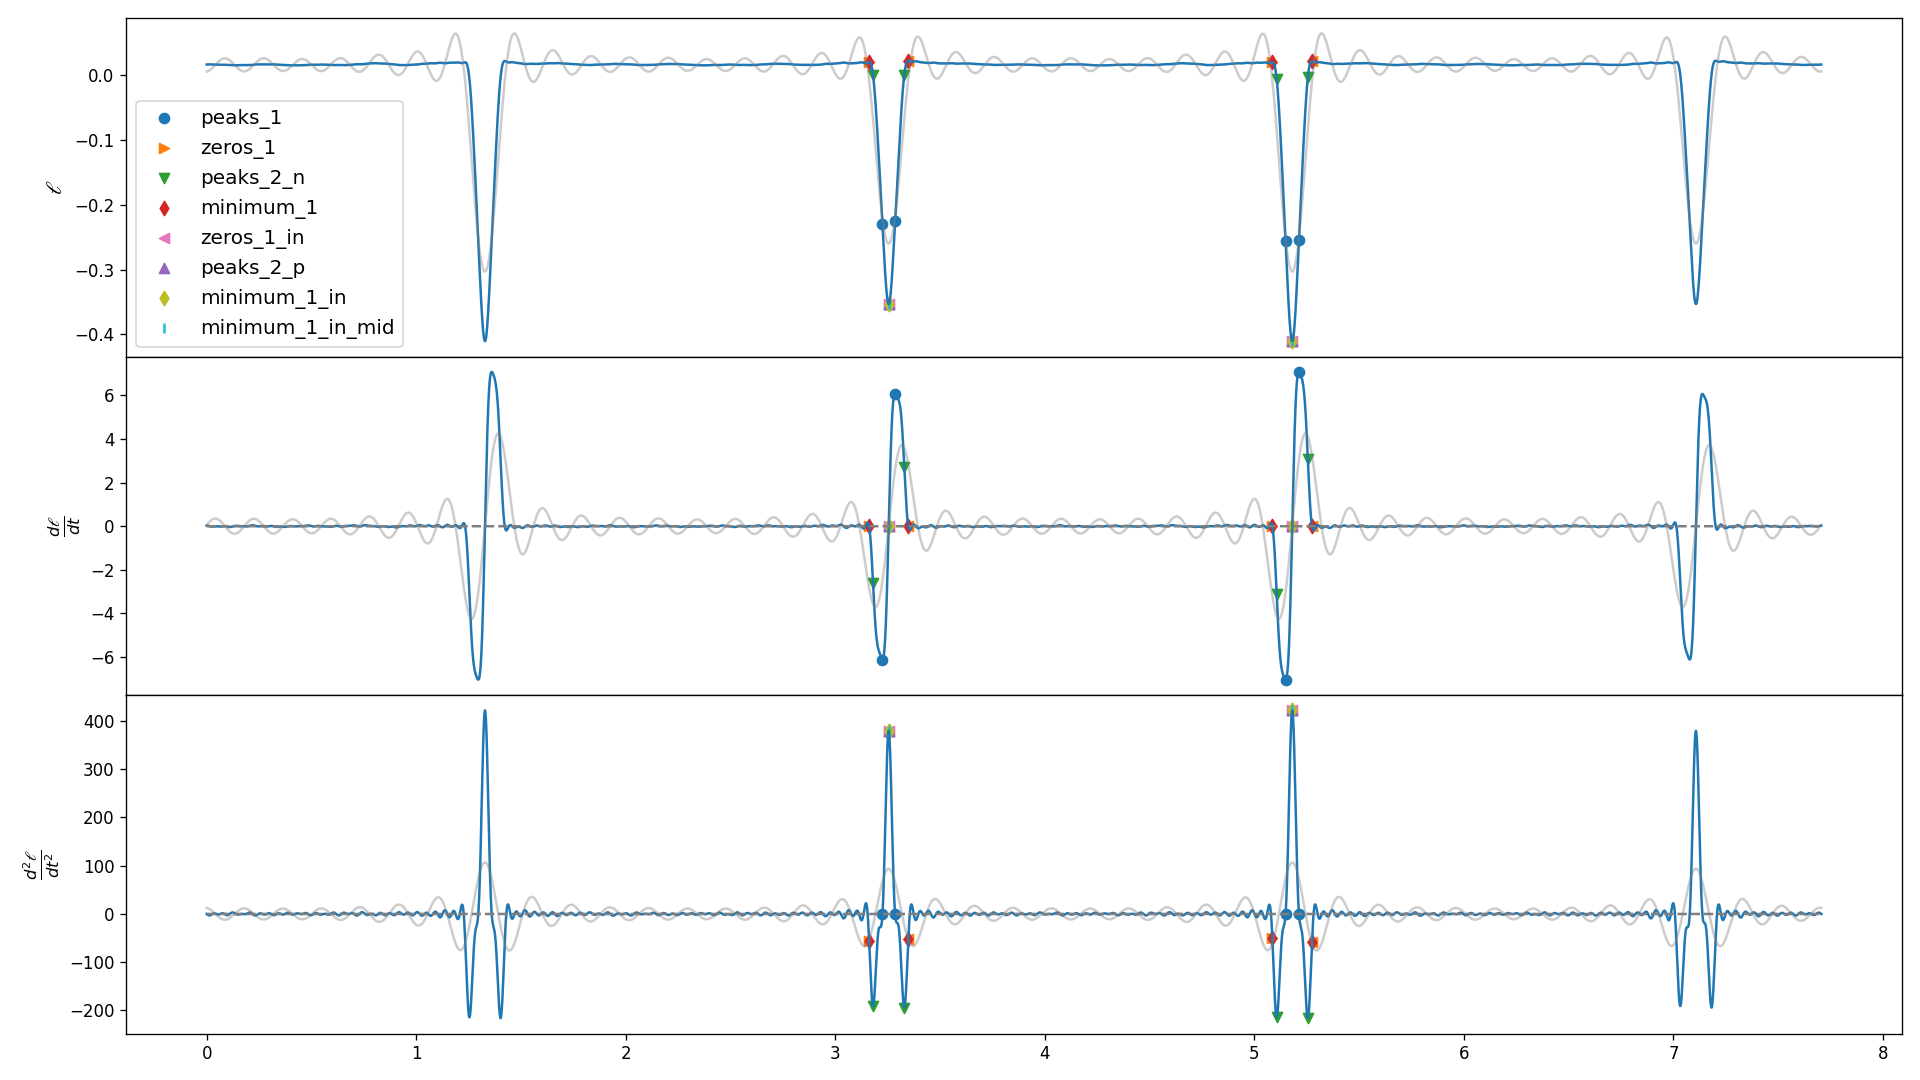 0.0
−0.1
−0.2
−0.3
−0.4
ℓ
peaks_1
zeros_1
peaks_2_n
minimum_1
zeros_1_in
peaks_2_p
minimum_1_in
minimum_1_in_mid
6
4
2
0
−2
−4
−6
dℓ
dt
400
300
200
100
0
−100
−200
d²ℓ
dt²
0 1 2 3 4 5 6 7 8